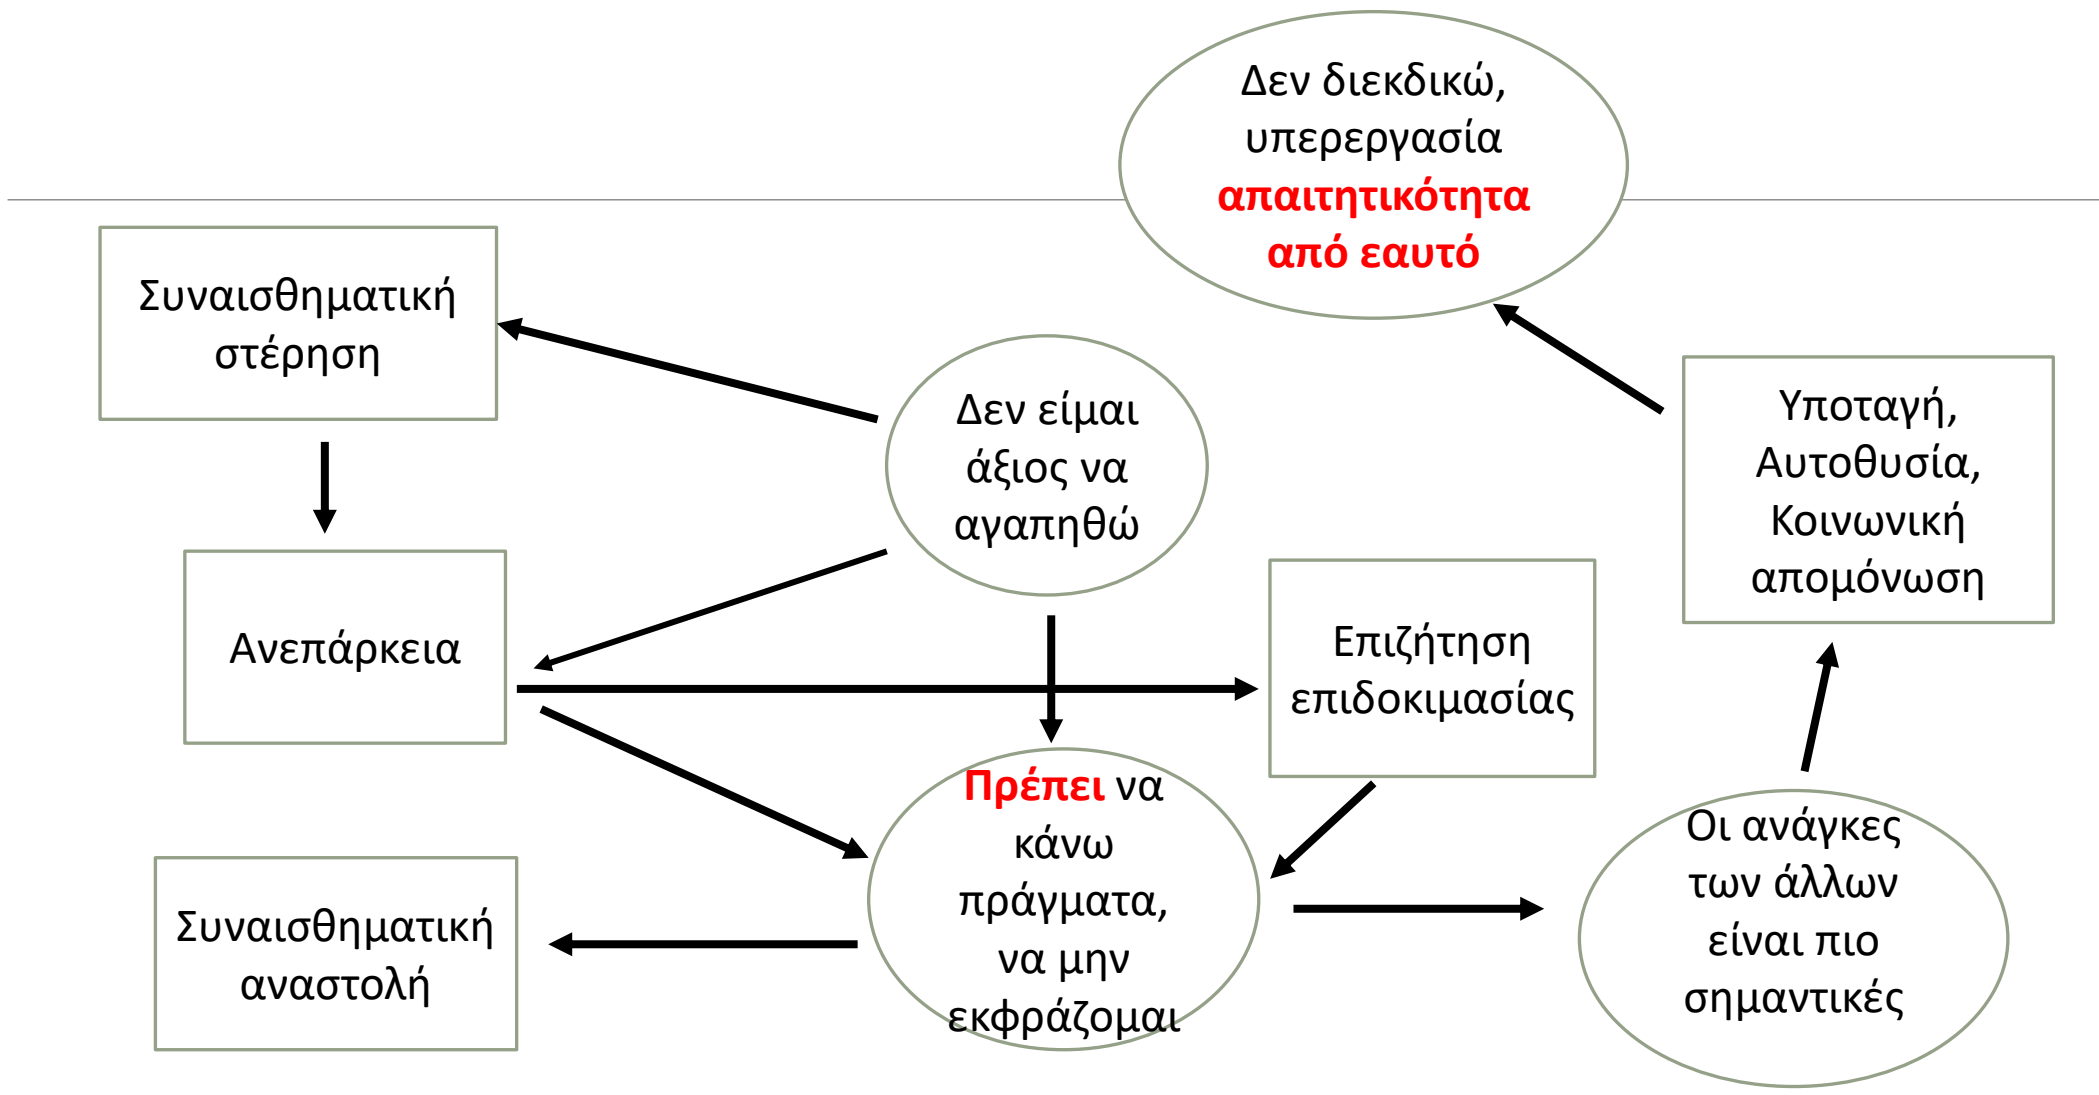 Δεν διεκδικώ,
υπερεργασία
απαιτητικότητα
από εαυτό
Συναισθηματική
στέρηση
Δεν είμαι
άξιος να
αγαπηθώ
Υποταγή,
Αυτοθυσία,
Κοινωνική
απομόνωση
Ανεπάρκεια
Επιζήτηση
επιδοκιμασίας
Πρέπει να
κάνω
πράγματα,
να μην
εκφράζομαι
Οι ανάγκες
των άλλων
είναι πιο
σημαντικές
Συναισθηματική
αναστολή